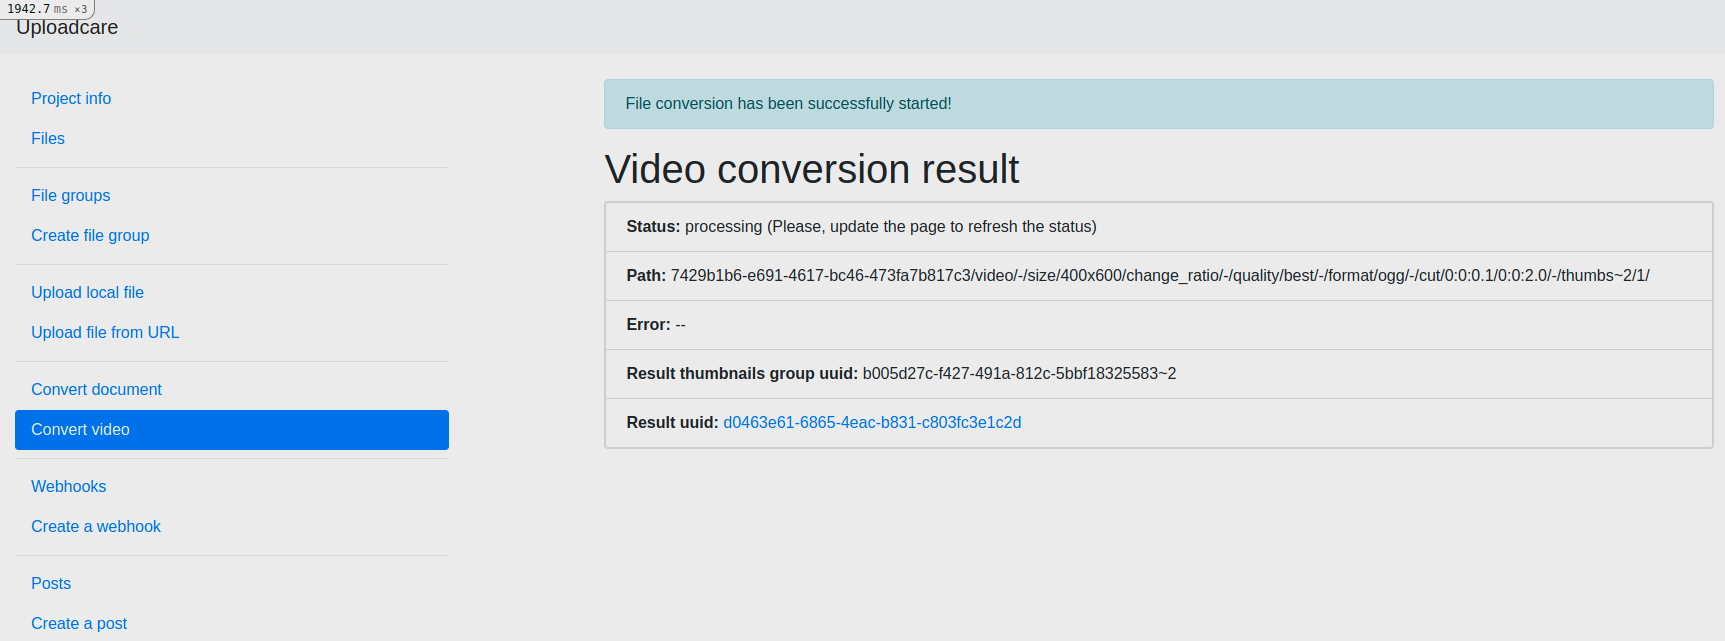 1942.7 ms ×3
Uploadcare
Project info
Files
File groups
Create file group
Upload local file
Upload file from URL
Convert document
Convert video
Webhooks
Create a webhook
Posts
Create a post
File conversion has been successfully started!
Video conversion result
Status: processing (Please, update the page to refresh the status)
Path: 7429b1b6-e691-4617-bc46-473fa7b817c3/video/-/size/400x600/change_ratio/-/quality/best/-/format/ogg/-/cut/0:0:0.1/0:0:2.0/-/thumbs~2/1/
Error: --
Result thumbnails group uuid: b005d27c-f427-491a-812c-5bbf18325583~2
Result uuid: d0463e61-6865-4eac-b831-c803fc3e1c2d